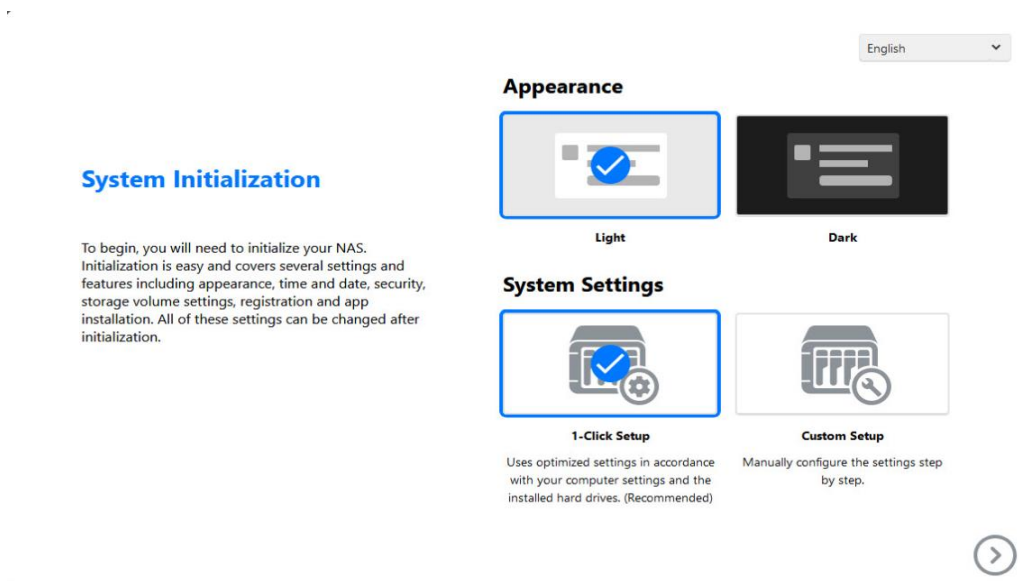 English
System Initialization
To begin, you will need to initialize your NAS.
Initialization is easy and covers several settings and
features including appearance, time and date, security,
storage volume settings, registration and app
installation. All of these settings can be changed after
initialization.
Appearance
Light
Dark
System Settings
1-Click Setup
Uses optimized settings in accordance
with your computer settings and the
installed hard drives. (Recommended)
Custom Setup
Manually configure the settings step
by step.